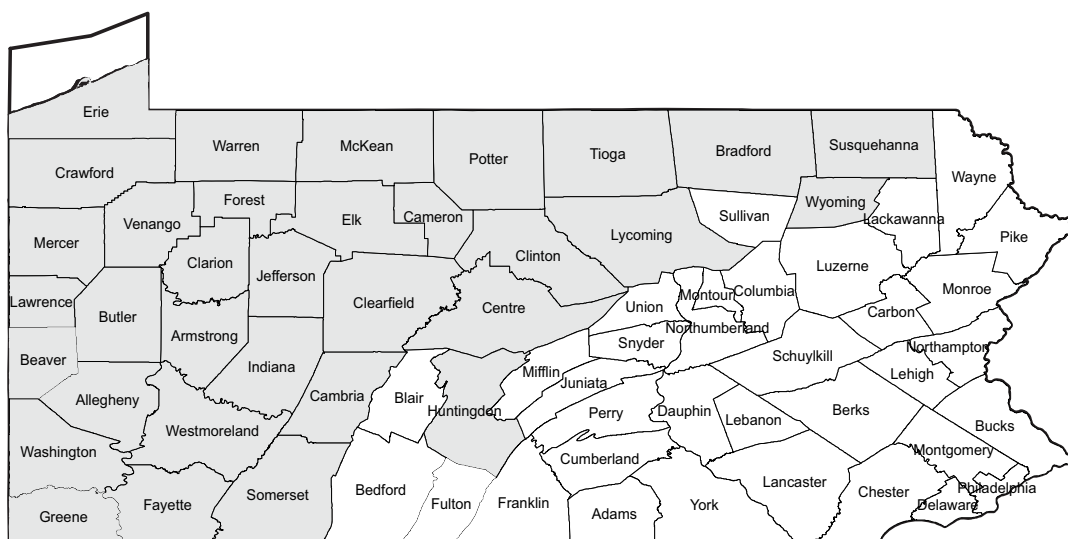 Erie
Warren
McKean
Potter
Tioga
Bradford
Susquehanna
Crawford
Wayne
Forest
Wyoming
Venango
Elk
Cameron
Sullivan
Lackawanna
Mercer
Lycoming
Pike
Clarion
Clinton
Jefferson
Luzerne
Lawrence
Clearfield
Centre
Union
Montour
Columbia
Monroe
Butler
Carbon
Armstrong
Northumberland
Snyder
Northampton
Beaver
Indiana
Schuylkill
Mifflin
Lehigh
Juniata
Allegheny
Cambria
Blair
Huntingdon
Perry
Dauphin
Berks
Lebanon
Bucks
Westmoreland
Washington
Cumberland
Montgomery
Lancaster
Philadelphia
Somerset
Bedford
Chester
Fayette
Fulton
Franklin
York
Delaware
Greene
Adams